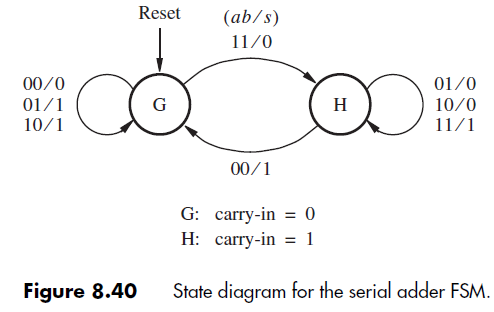 Reset
(ab/s)
11/0
00/0
01/1
10/1
G
H
01/0
10/0
11/1
00/1
G: carry-in = 0
H: carry-in = 1
Figure 8.40 State diagram for the serial adder FSM.